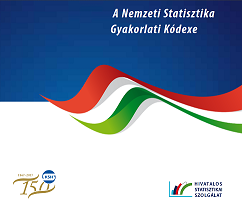 A Nemzeti Statisztika
Gyakorlati Kódexe
150
KSH
HIVATALOS
STATISZTIKAI
SZOLGÁLAT